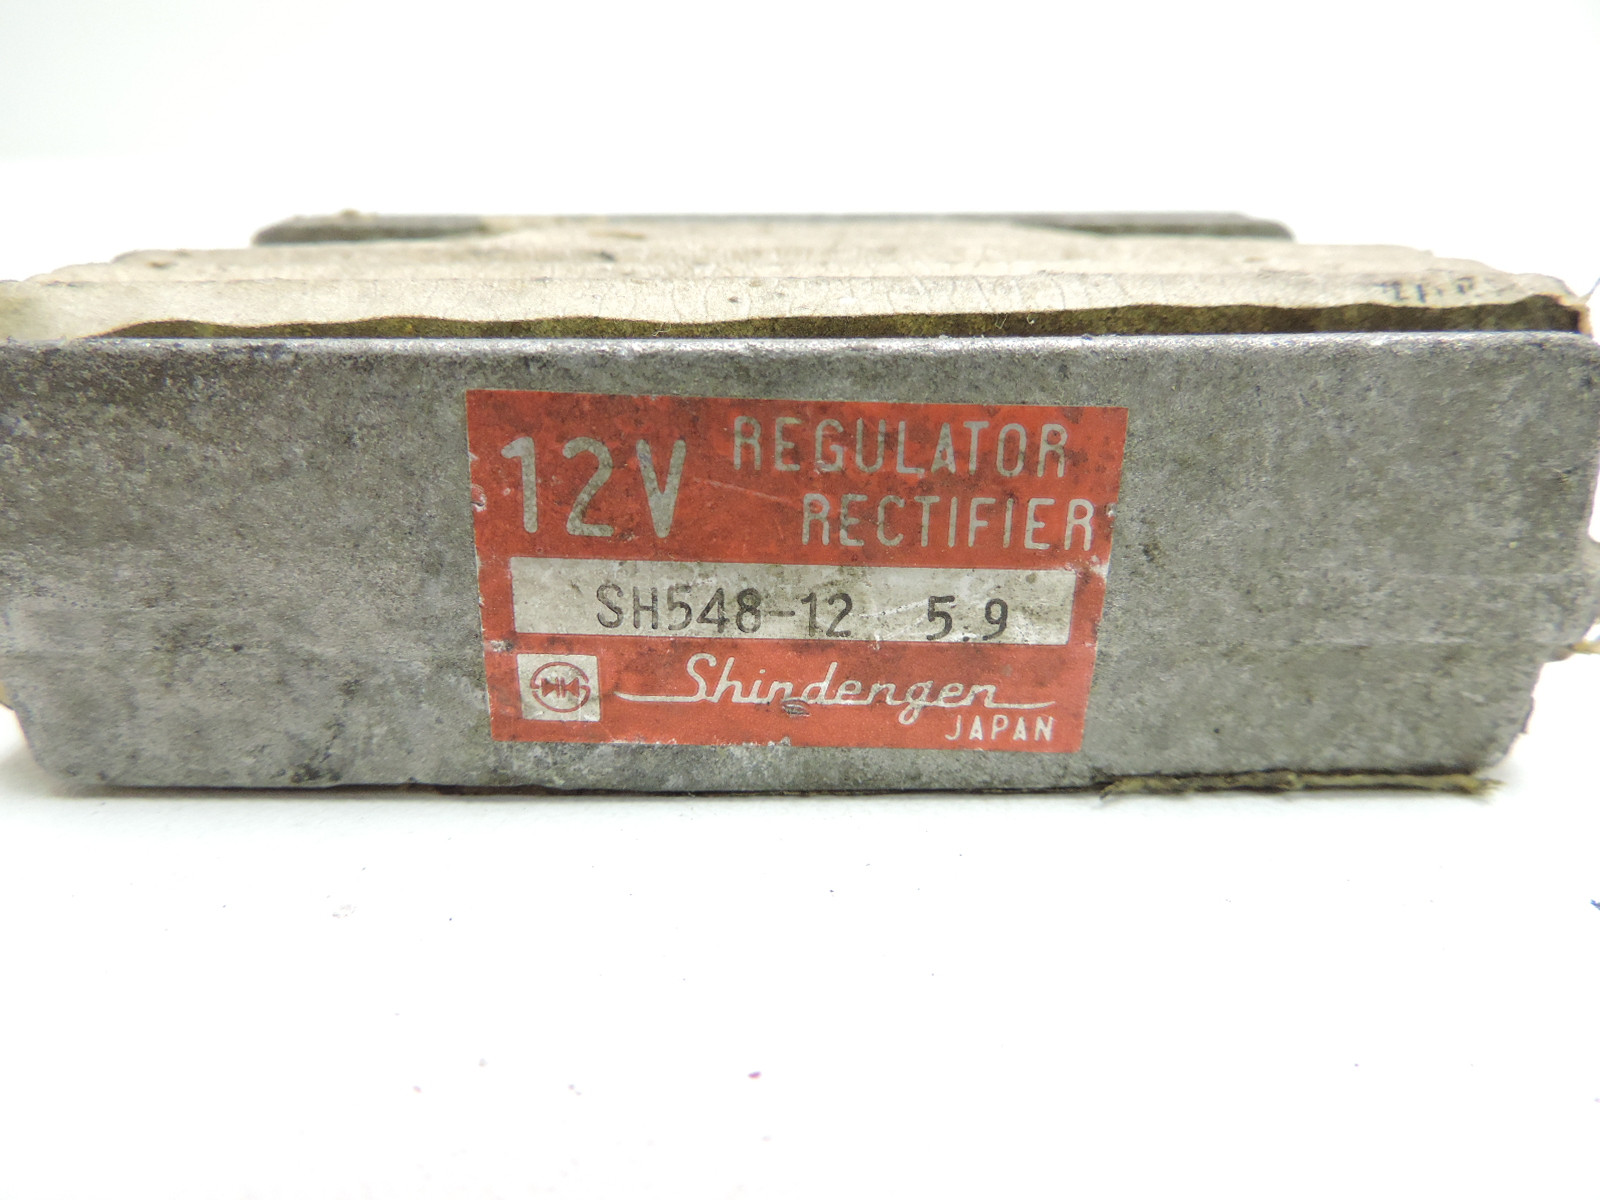 12V REGULATOR
RECTIFIER
SH548-12 5.9
Shindengen
JAPAN